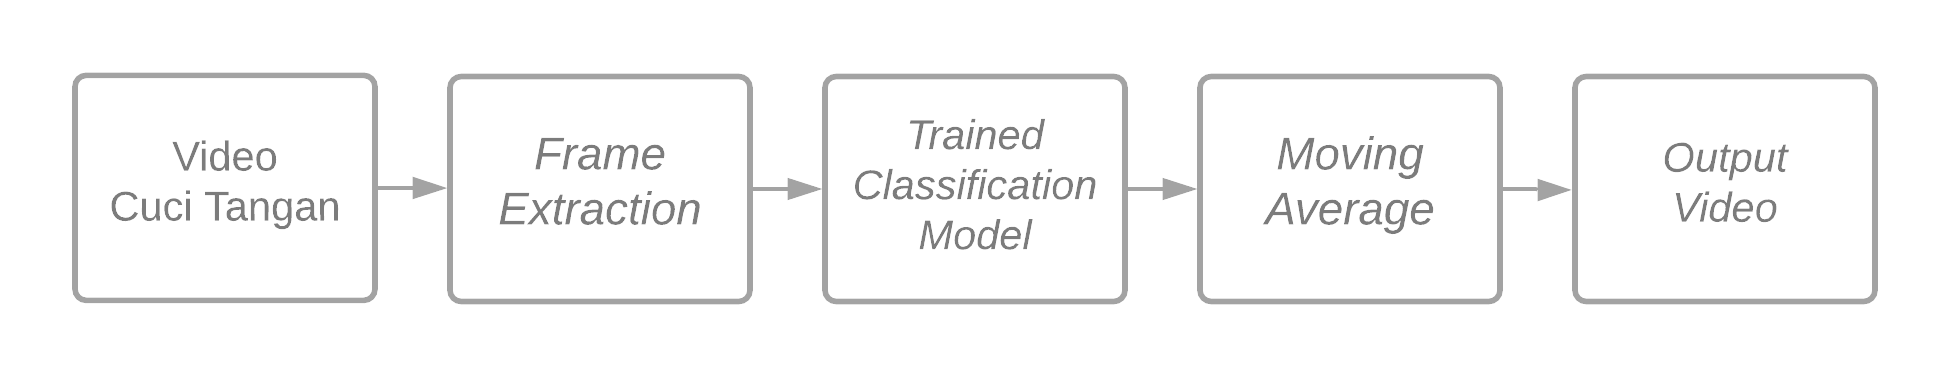 Video
Cuci Tangan
Frame
Extraction
Trained
Classification
Model
Moving
Average
Output
Video